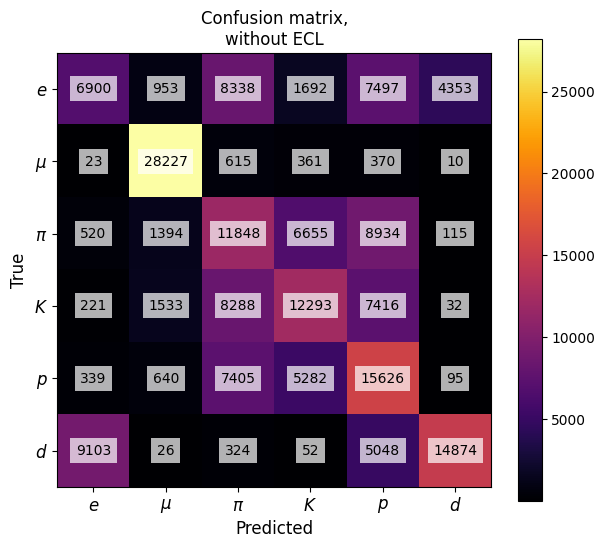 Confusion matrix,
without ECL
True
e 6900 953 8338 1692 7497 4353
μ 23 28227 615 361 370 10
π 520 1394 11848 6655 8934 115
K 221 1533 8288 12293 7416 32
p 339 640 7405 5282 15626 95
d 9103 26 324 52 5048 14874
e μ π K p d
Predicted
25000
20000
15000
10000
5000